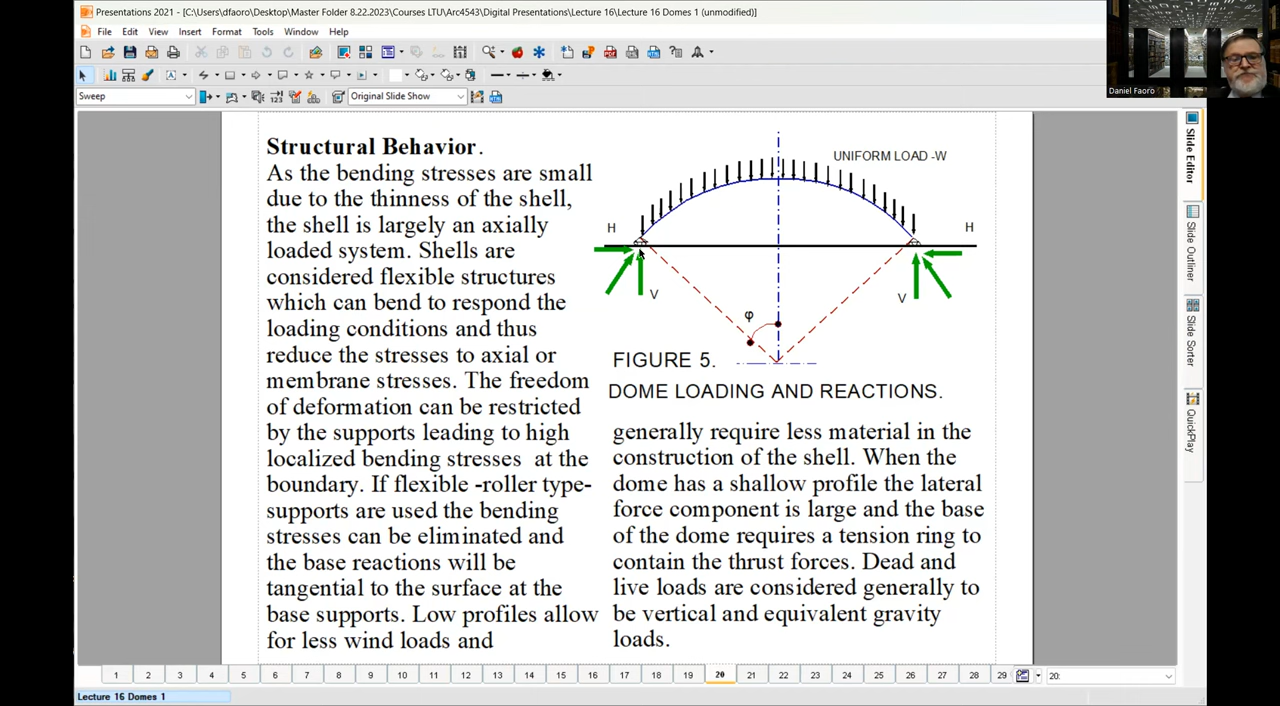 Presentations 2021 - [C:\Users\dfaoro\Desktop\Master Folder 8.22.2023\Courses LTU\Arc4543\Digital Presentations\Lecture 16\Lecture 16 Domes 1 (unmodified)]
File Edit View Insert Format Tools Window Help
Sweep
Original Slide Show
Daniel Faoro
Structural Behavior.
As the bending stresses are small
due to the thinness of the shell,
the shell is largely an axially
loaded system. Shells are
considered flexible structures
which can bend to respond the
loading conditions and thus
reduce the stresses to axial or
membrane stresses. The freedom
of deformation can be restricted
by the supports leading to high
localized bending stresses at the
boundary. If flexible -roller type-
supports are used the bending
stresses can be eliminated and
the base reactions will be
tangential to the surface at the
base supports. Low profiles allow
for less wind loads and
UNIFORM LOAD -W
H
H
V
V
φ
FIGURE 5.
DOME LOADING AND REACTIONS.
generally require less material in the
construction of the shell. When the
dome has a shallow profile the lateral
force component is large and the base
of the dome requires a tension ring to
contain the thrust forces. Dead and
live loads are considered generally to
be vertical and equivalent gravity
loads.
Slide Editor
Slide Outliner
Slide Sorter
QuickPlay
1 2 3 4 5 6 7 8 9 10 11 12 13 14 15 16 17 18 19 20 21 22 23 24 25 26 27 28 29
20:
Lecture 16 Domes 1